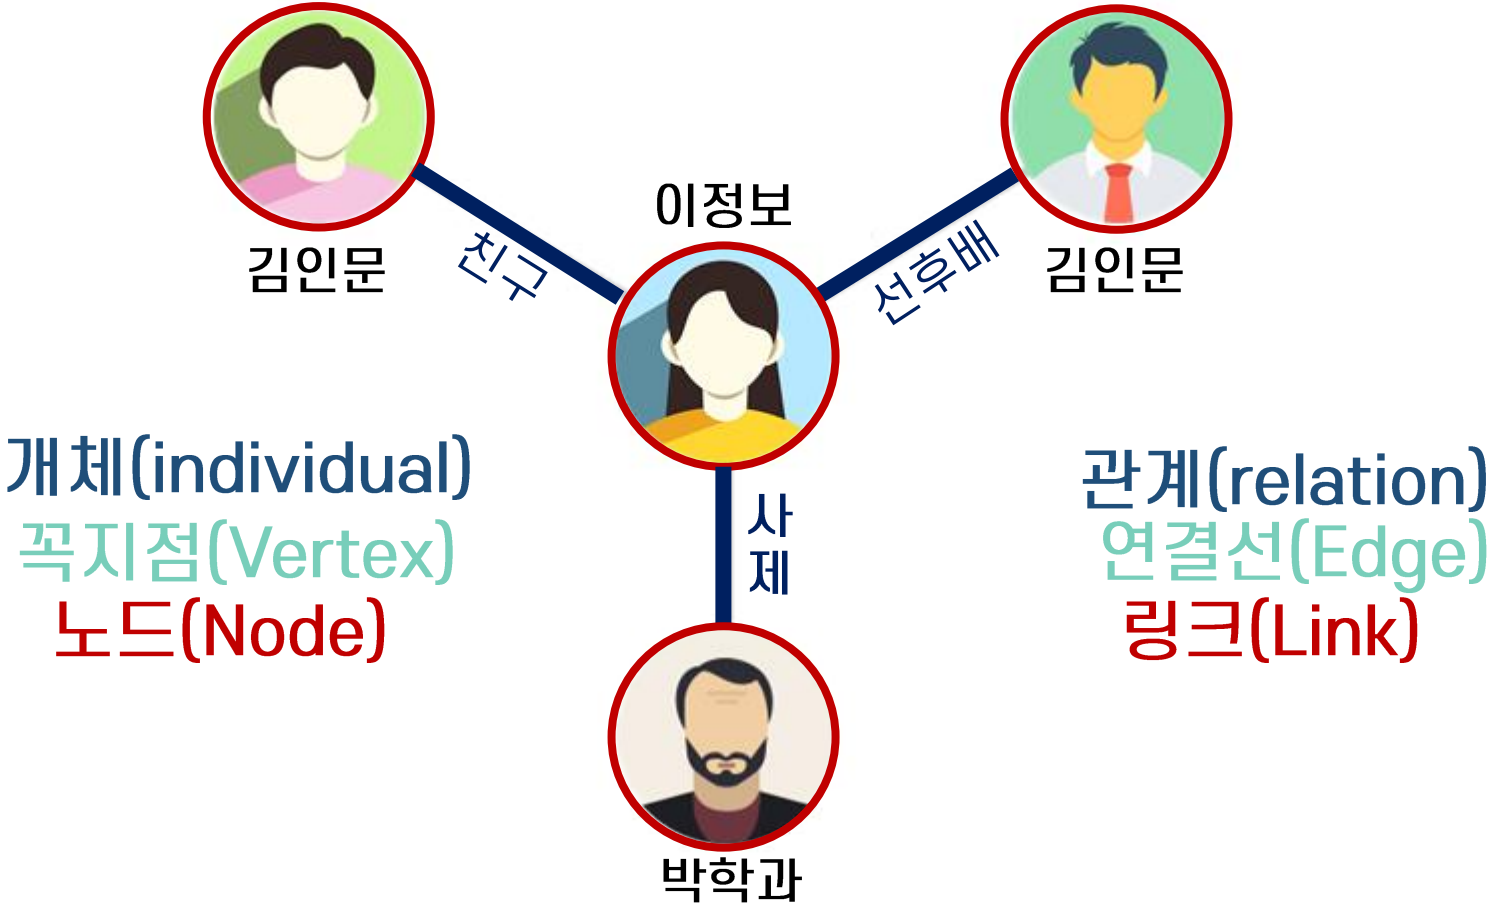 이정보
김인문
친구
선후배
김인문
개체(individual)
꼭지점(Vertex)
노드(Node)
사
제
관계(relation)
연결선(Edge)
링크(Link)
박학과